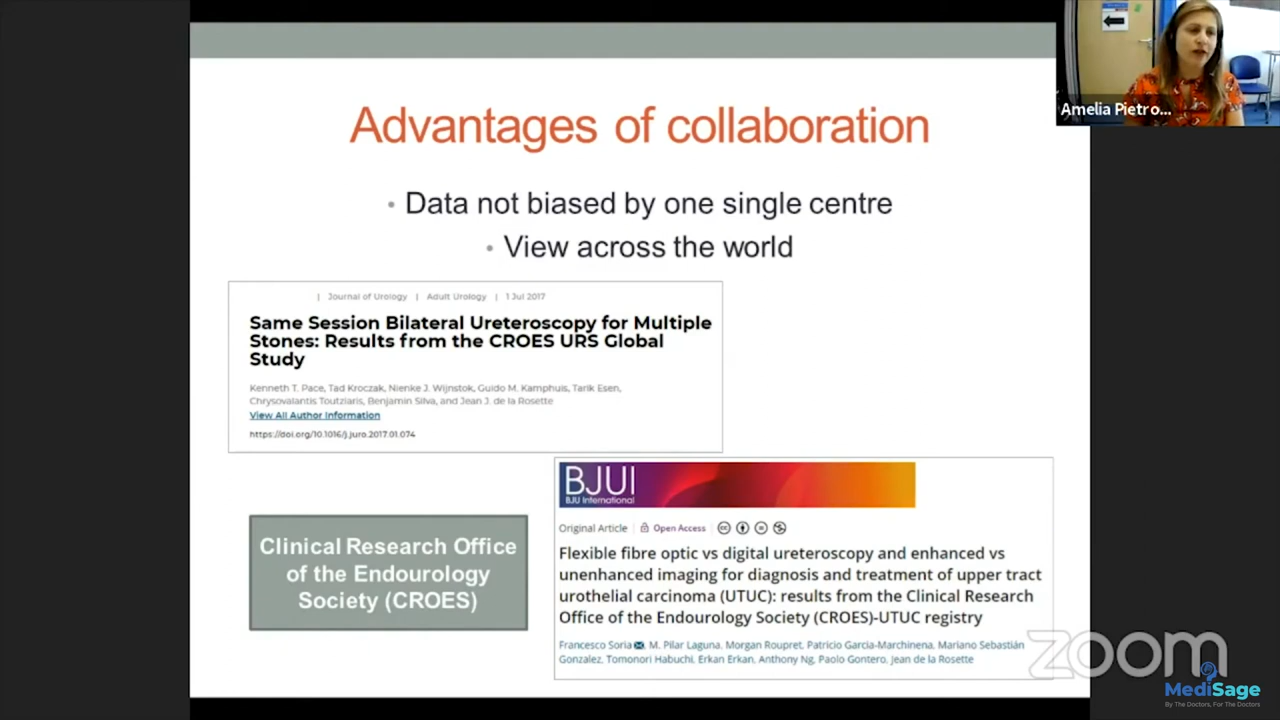 Amelia Pietro...
Advantages of collaboration
• Data not biased by one single centre
• View across the world
| Journal of Urology | Adult Urology | 1 Jul 2017
Same Session Bilateral Ureteroscopy for Multiple
Stones: Results from the CROES URS Global
Study
Kenneth T. Pace, Tad Kroczak, Nienke J. Wijnstok, Guido M. Kamphuis, Tarik Esen,
Chrysovalantis Toutziaris, Benjamin Silva, and Jean J. de la Rosette
View All Author Information
https://doi.org/10.1016/j.juro.2017.01.074
Clinical Research Office
of the Endourology
Society (CROES)
BJUI
BJU International
Original Article Open Access
Flexible fibre optic vs digital ureteroscopy and enhanced vs
unenhanced imaging for diagnosis and treatment of upper tract
urothelial carcinoma (UTUC): results from the Clinical Research
Office of the Endourology Society (CROES)-UTUC registry
Francesco Soria, M. Pilar Laguna, Morgan Roupret, Patricio Garcia-Marchinena, Mariano Sebastián
Gonzalez, Tomonori Habuchi, Erkan Erkan, Anthony Ng, Paolo Gontero, Jean de la Rosette
zoom
MediSage
By The Doctors, For The Doctors